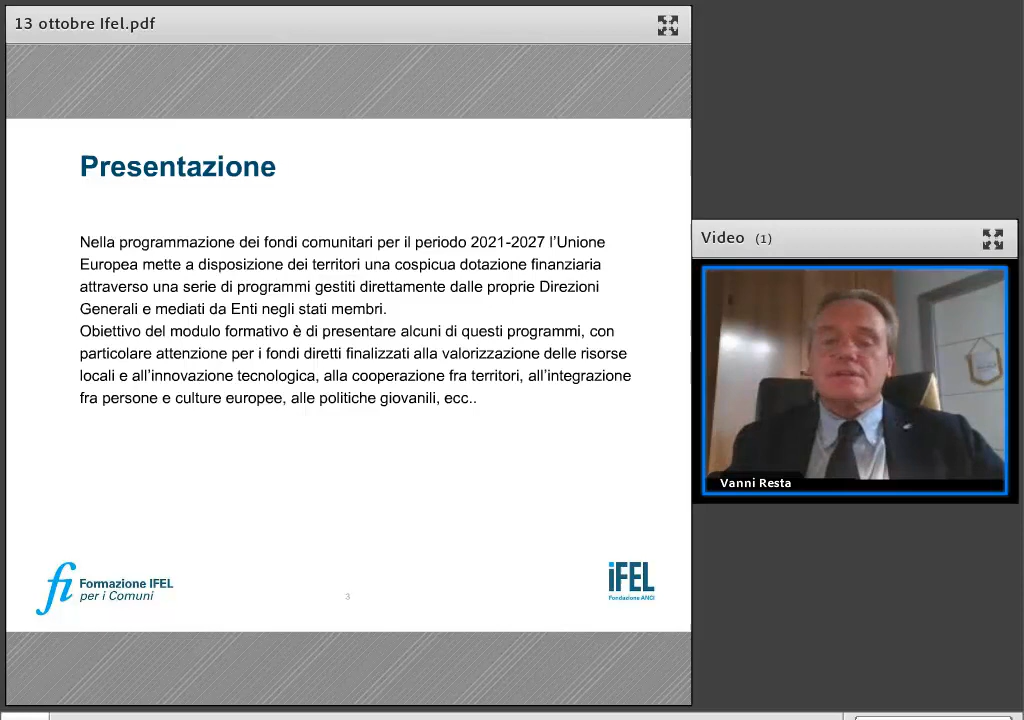 13 ottobre Ifel.pdf
Presentazione
Nella programmazione dei fondi comunitari per il periodo 2021-2027 l’Unione
Europea mette a disposizione dei territori una cospicua dotazione finanziaria
attraverso una serie di programmi gestiti direttamente dalle proprie Direzioni
Generali e mediati da Enti negli stati membri.
Obiettivo del modulo formativo è di presentare alcuni di questi programmi, con
particolare attenzione per i fondi diretti finalizzati alla valorizzazione delle risorse
locali e all’innovazione tecnologica, alla cooperazione fra territori, all’integrazione
fra persone e culture europee, alle politiche giovanili, ecc..
fi Formazione IFEL
per i Comuni
3
iFEL
Fondazione ANCI
Video (1)
Vanni Resta